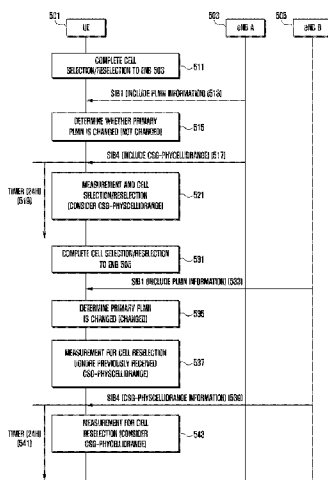 501
503
505
UE
eNB A
eNB B
COMPLETE CELL
SELECTION/RESELECTION TO ENB 503
511
SIB1 (INCLUDE PLMN INFORMATION) (513)
DETERMINE WHETHER PRIMARY
PLMN IS CHANGED (NOT CHANGED)
515
SIB4 (INCLUDE CSG-PHYCELLIDRANGE) (517)
TIMER (24H)
MEASUREMENT AND CELL
SELECTION/RESELECTION
(CONSIDER CSG-PHYSCELLIDRANGE)
521
COMPLETE CELL SELECTION/RESELECTION
TO ENB 505
531
SIB1 (INCLUDE PLMN INFORMATION) (533)
DETERMINE PRIMARY PLMN
IS CHANGED (CHANGED)
535
MEASUREMENT FOR CELL RESELECTION
(IGNORE PREVIOUSLY RECEIVED
CSG-PHYSCELLIDRANGE)
537
SIB4 (CSG-PHYCELLIDRANGE INFORMATION) (539)
TIMER (24H)
(541)
MEASUREMENT FOR CELL
RESELECTION (CONSIDER
CSG-PHYCELLIDRANGE)
543